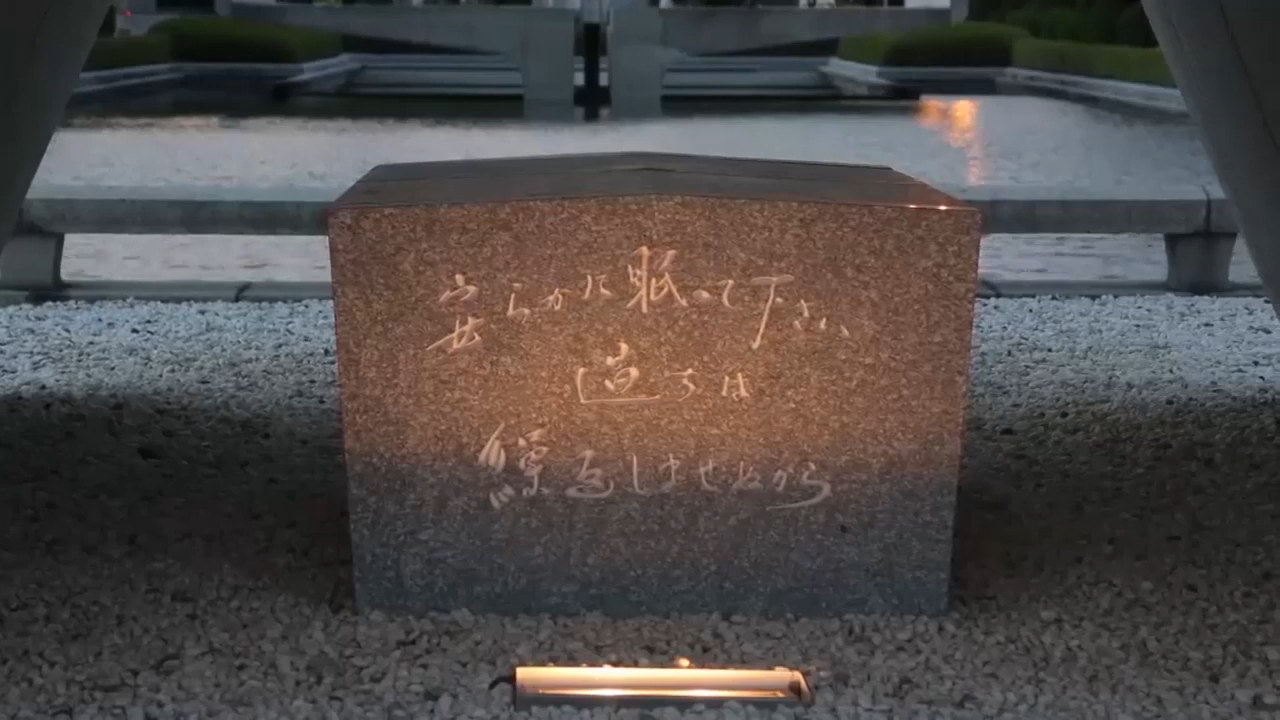 安らかに眠って下さい
過ちは
繰返しませぬから